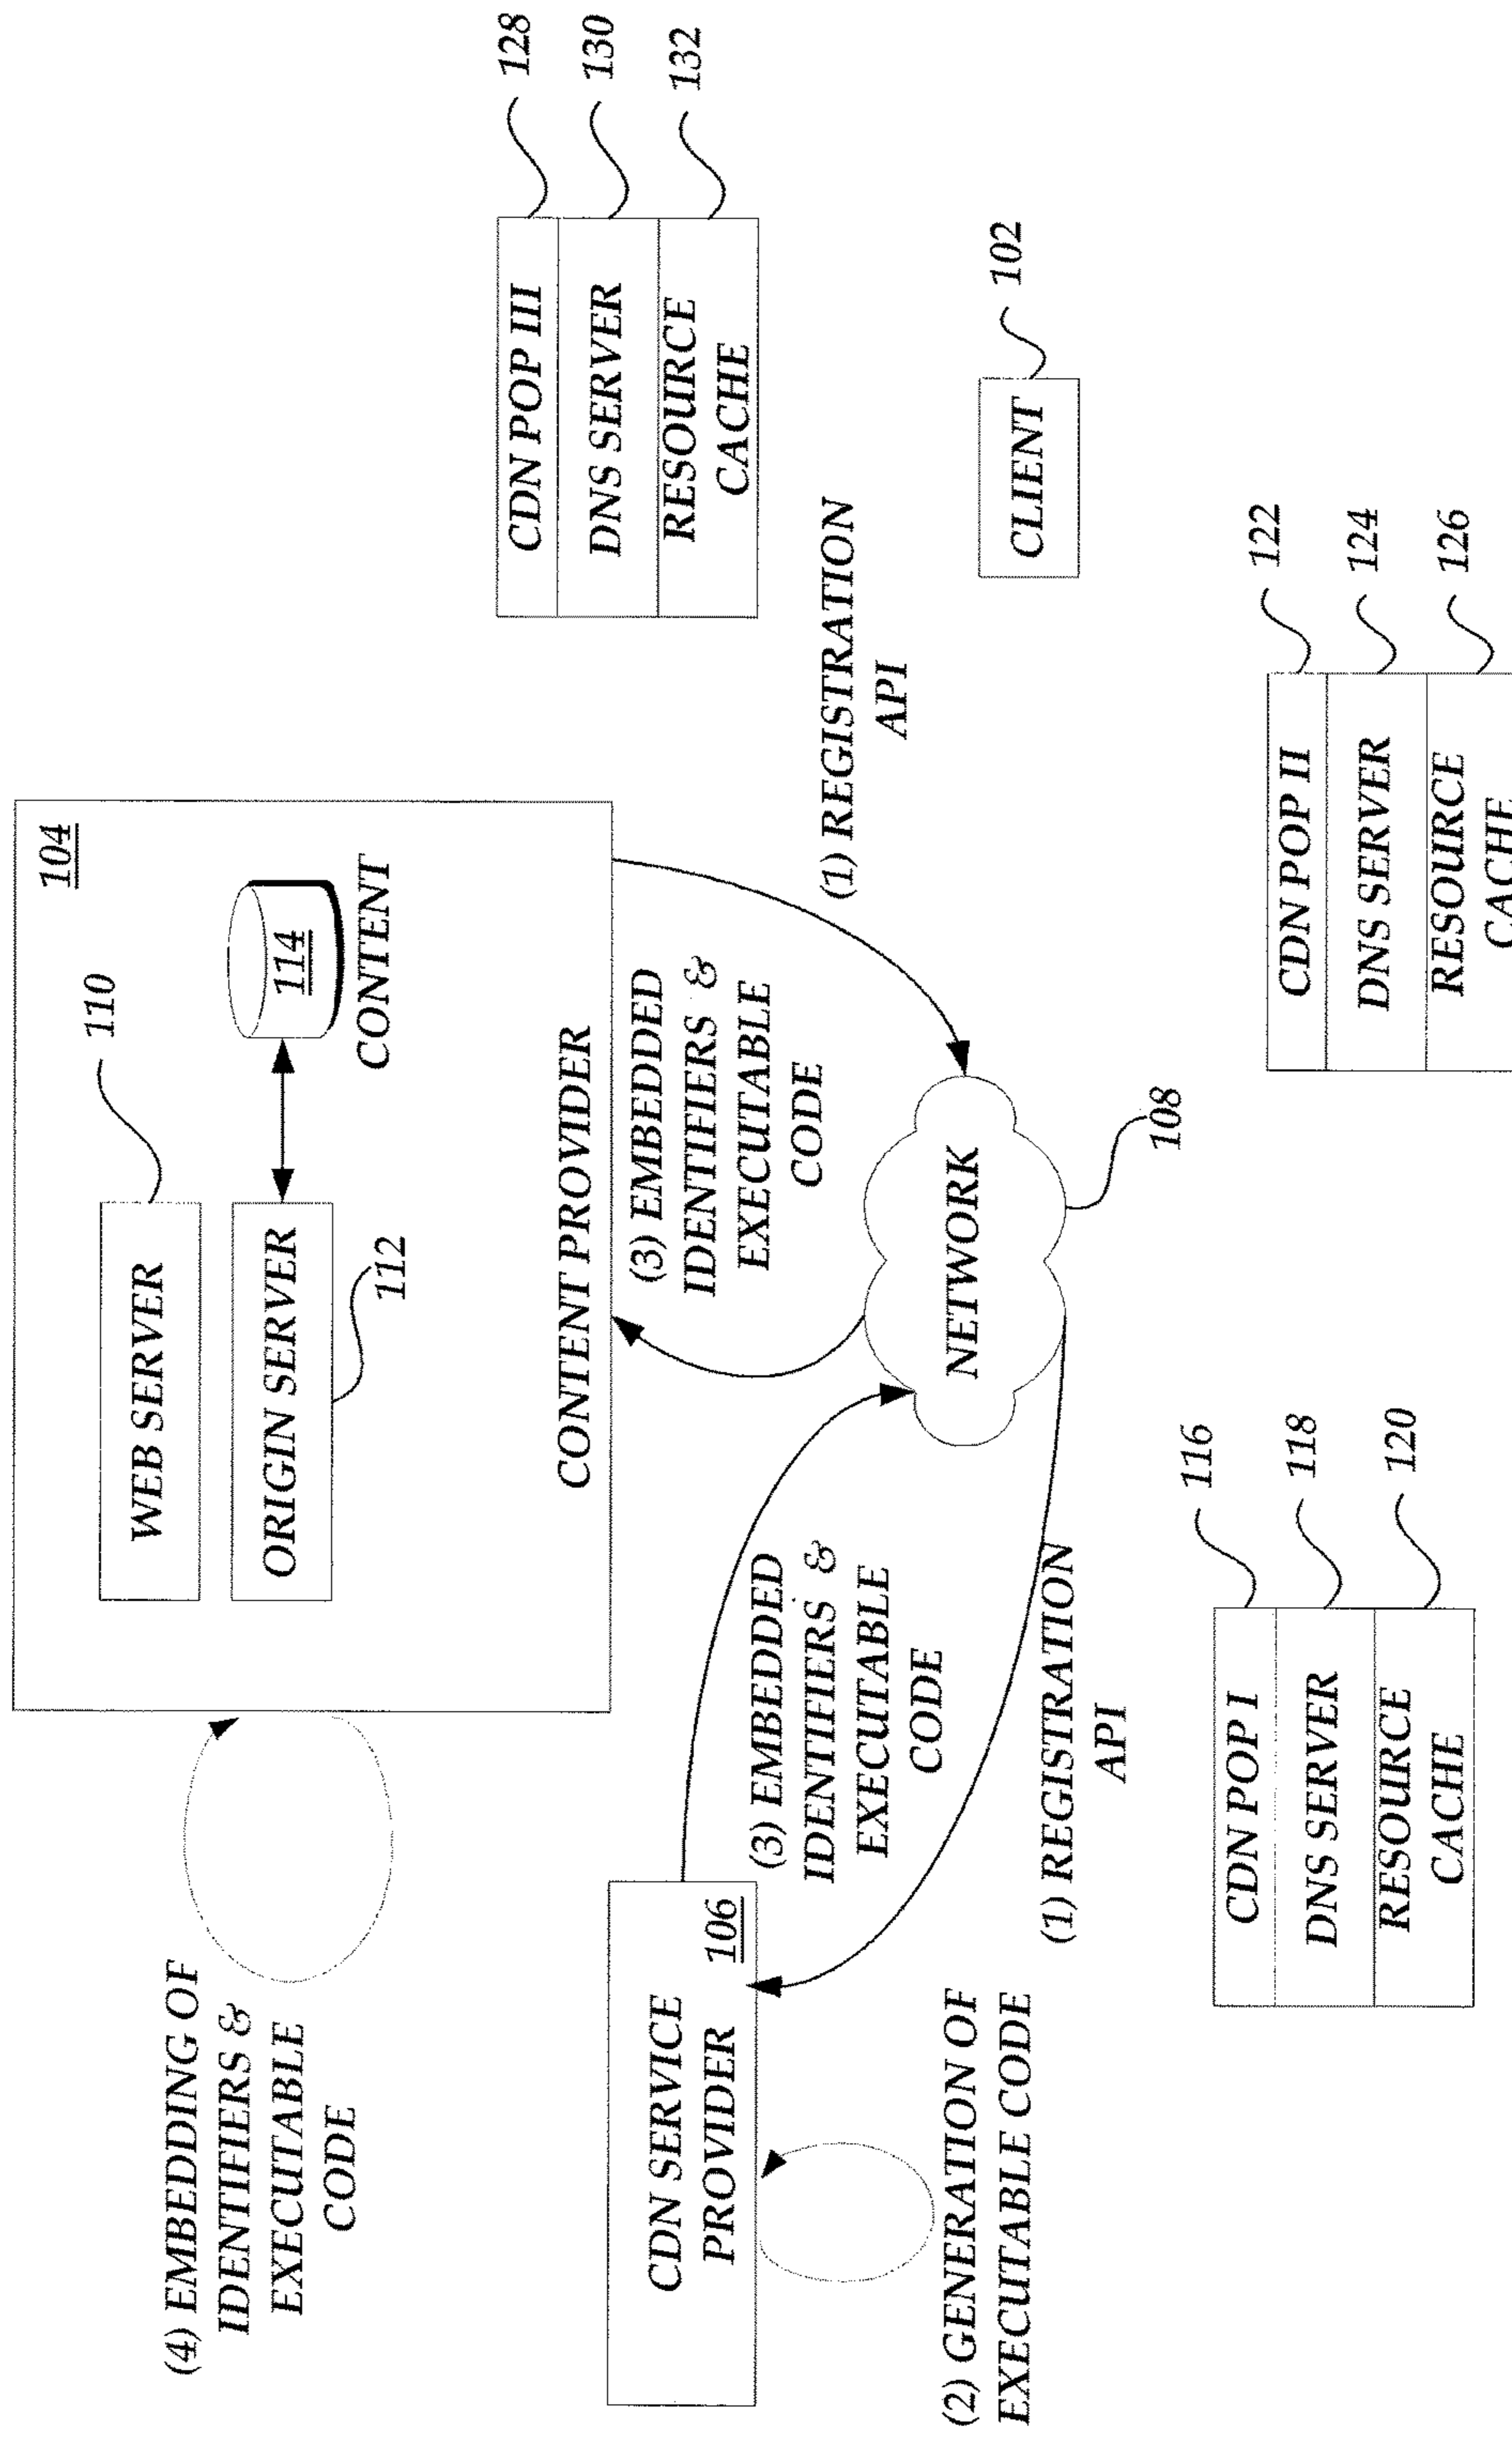 (4) EMBEDDING OF
IDENTIFIERS &
EXECUTABLE
CODE
104
WEB SERVER
110
ORIGIN SERVER
112
114
CONTENT
CONTENT PROVIDER
CDN SERVICE
PROVIDER
106
(2) GENERATION OF
EXECUTABLE CODE
(3) EMBEDDED
IDENTIFIERS &
EXECUTABLE
CODE
(3) EMBEDDED
IDENTIFIERS &
EXECUTABLE
CODE
(1) REGISTRATION
API
(1) REGISTRATION
API
NETWORK
108
CDN POP III
DNS SERVER
RESOURCE
CACHE
128
130
132
CLIENT
102
CDN POP I
DNS SERVER
RESOURCE
CACHE
116
118
120
CDN POP II
DNS SERVER
RESOURCE
CACHE
122
124
126